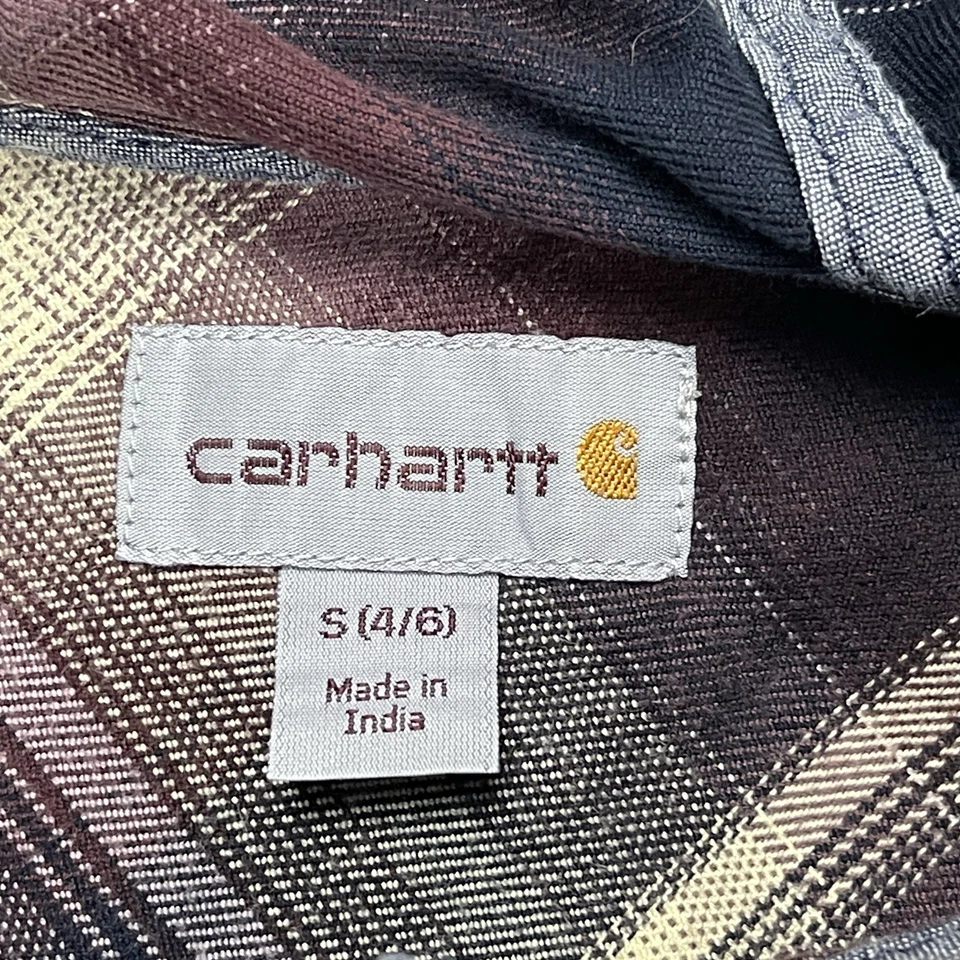 carhartt
S (4/6)
Made in
India